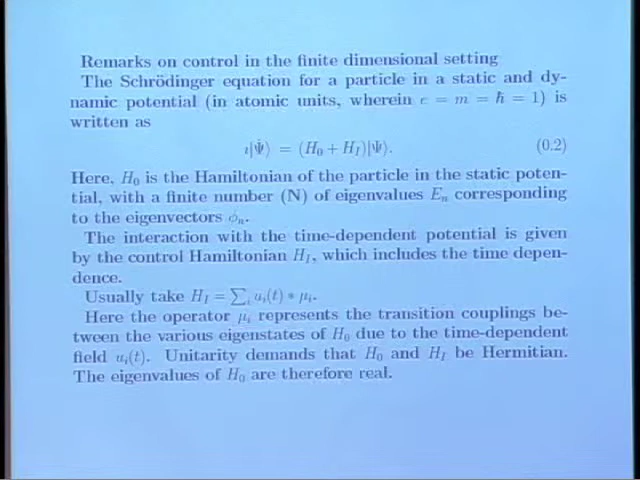 Remarks on control in the finite dimensional setting
The Schrödinger equation for a particle in a static and dy-
namic potential (in atomic units, wherein e = m = ℏ = 1) is
written as
ı|Ψ̇⟩ = (H₀ + H_I)|Ψ⟩. (0.2)
Here, H₀ is the Hamiltonian of the particle in the static poten-
tial, with a finite number (N) of eigenvalues Eₙ corresponding
to the eigenvectors ϕₙ.
The interaction with the time-dependent potential is given
by the control Hamiltonian H_I, which includes the time depen-
dence.
Usually take H_I = ∑ᵢ uᵢ(t) * μᵢ.
Here the operator μᵢ represents the transition couplings be-
tween the various eigenstates of H₀ due to the time-dependent
field uᵢ(t). Unitarity demands that H₀ and H_I be Hermitian.
The eigenvalues of H₀ are therefore real.